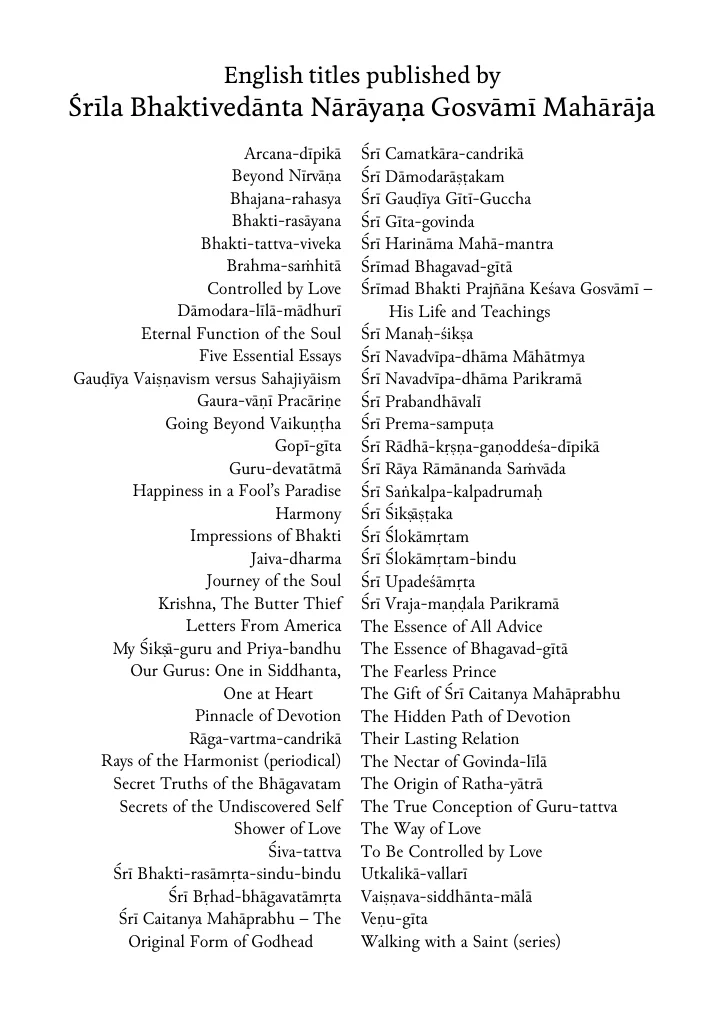 English titles published by
Śrīla Bhaktivedānta Nārāyaṇa Gosvāmī Mahārāja
Arcana-dīpikā
Beyond Nīrvāṇa
Bhajana-rahasya
Bhakti-rasāyana
Bhakti-tattva-viveka
Brahma-saṁhitā
Controlled by Love
Dāmodara-līlā-mādhurī
Eternal Function of the Soul
Five Essential Essays
Gauḍīya Vaiṣṇavism versus Sahajiyāism
Gaura-vāṇī Pracāriṇe
Going Beyond Vaikuṇṭha
Gopī-gīta
Guru-devatātmā
Happiness in a Fool’s Paradise
Harmony
Impressions of Bhakti
Jaiva-dharma
Journey of the Soul
Krishna, The Butter Thief
Letters From America
My Śikṣā-guru and Priya-bandhu
Our Gurus: One in Siddhanta,
One at Heart
Pinnacle of Devotion
Rāga-vartma-candrikā
Rays of the Harmonist (periodical)
Secret Truths of the Bhāgavatam
Secrets of the Undiscovered Self
Shower of Love
Śiva-tattva
Śrī Bhakti-rasāmṛta-sindu-bindu
Śrī Bṛhad-bhāgavatāmṛta
Śrī Caitanya Mahāprabhu – The
Original Form of Godhead
Śrī Camatkāra-candrikā
Śrī Dāmodarāṣṭakam
Śrī Gauḍīya Gītī-Guccha
Śrī Gīta-govinda
Śrī Harināma Mahā-mantra
Śrīmad Bhagavad-gītā
Śrīmad Bhakti Prajñāna Keśava Gosvāmī –
His Life and Teachings
Śrī Manaḥ-śikṣa
Śrī Navadvīpa-dhāma Māhātmya
Śrī Navadvīpa-dhāma Parikramā
Śrī Prabandhāvalī
Śrī Prema-sampuṭa
Śrī Rādhā-kṛṣṇa-gaṇoddeśa-dīpikā
Śrī Rāya Rāmānanda Saṁvāda
Śrī Saṅkalpa-kalpadrumaḥ
Śrī Śikṣāṣṭaka
Śrī Ślokāmṛtam
Śrī Ślokāmṛtam-bindu
Śrī Upadeśāmṛta
Śrī Vraja-maṇḍala Parikramā
The Essence of All Advice
The Essence of Bhagavad-gītā
The Fearless Prince
The Gift of Śrī Caitanya Mahāprabhu
The Hidden Path of Devotion
Their Lasting Relation
The Nectar of Govinda-līlā
The Origin of Ratha-yātrā
The True Conception of Guru-tattva
The Way of Love
To Be Controlled by Love
Utkalikā-vallarī
Vaiṣṇava-siddhānta-mālā
Veṇu-gīta
Walking with a Saint (series)